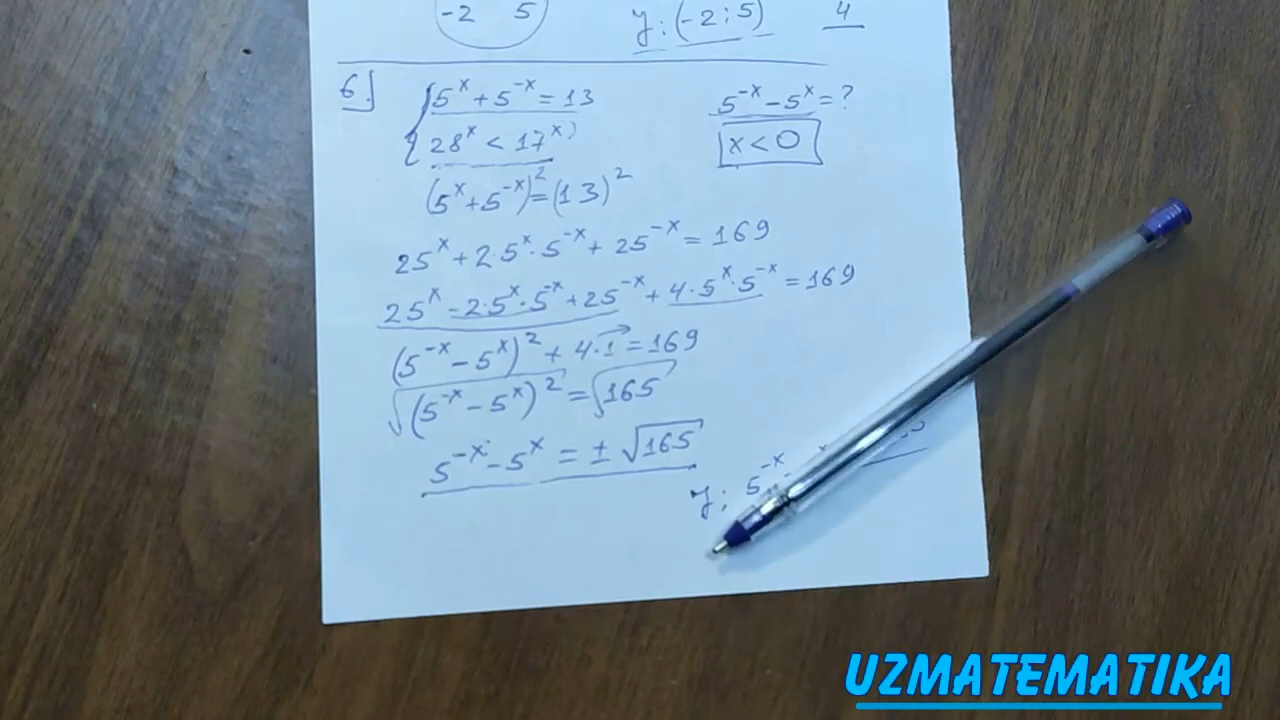 -2 5 y: (-2 ; 5) 4
6.] { 5^x + 5^-x = 13 5^-x - 5^x = ?
28^x < 17^x) x < 0
(5^x + 5^-x)^2 = (13)^2
25^x + 2·5^x·5^-x + 25^-x = 169
25^x - 2·5^x·5^-x + 25^-x + 4·5^x·5^-x = 169
(5^-x - 5^x)^2 + 4·1 = 169
√(5^-x - 5^x)^2 = √165
5^-x - 5^x = ± √165
y: 5^-x
UZMATEMATIKA